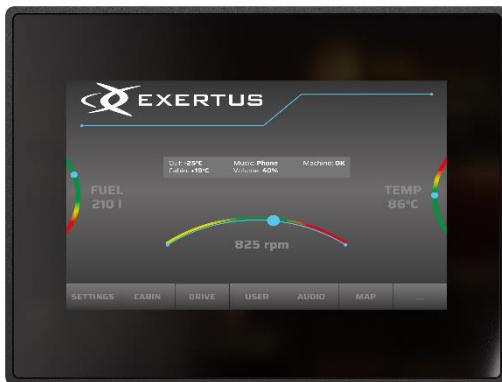 EXERTUS
Out: -25°C Music: Phone Machine: OK
Cabin: +19°C Volume: 40%
FUEL
210 l
TEMP
86°C
825 rpm
SETTINGS CABIN DRIVE USER AUDIO MAP ...